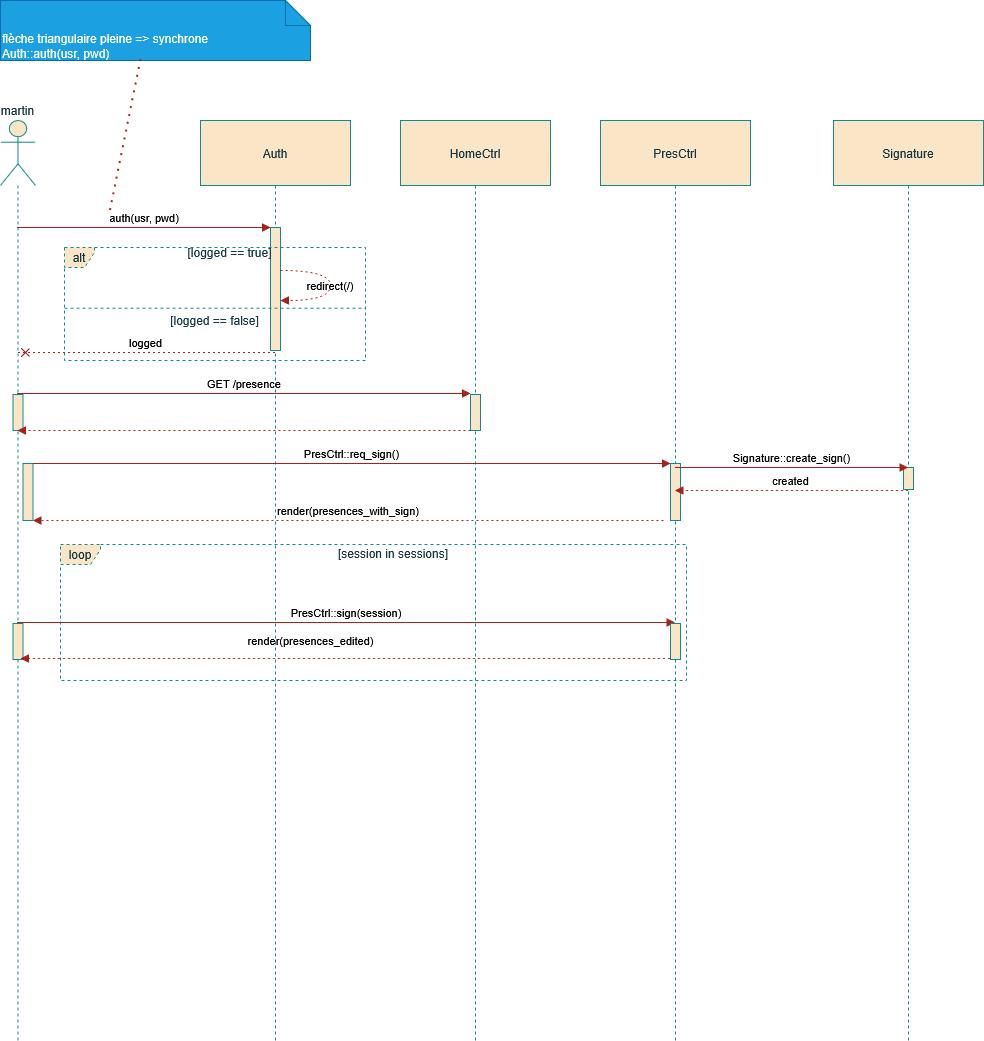 flèche triangulaire pleine => synchrone
Auth::auth(usr, pwd)
martin
Auth
HomeCtrl
PresCtrl
Signature
auth(usr, pwd)
alt
[logged == true]
redirect(/)
[logged == false]
logged
GET /presence
PresCtrl::req_sign()
Signature::create_sign()
created
render(presences_with_sign)
loop
[session in sessions]
PresCtrl::sign(session)
render(presences_edited)